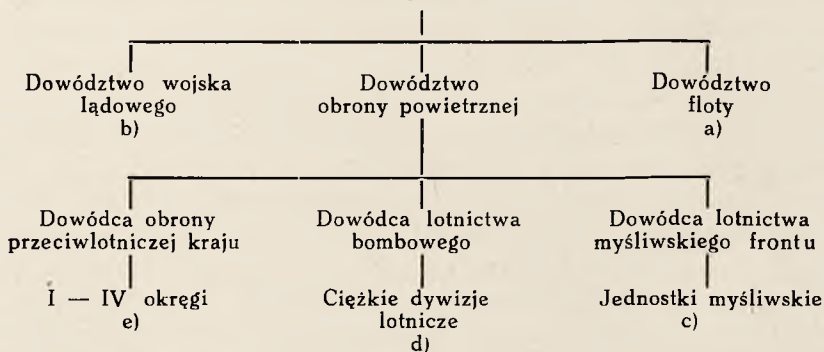 Dowództwo wojska
lądowego
b)
Dowództwo
obrony powietrznej
Dowództwo
floty
a)
Dowódca obrony
przeciwlotniczej kraju
I — IV okręgi
e)
Dowódca lotnictwa
bombowego
Ciężkie dywizje
lotnicze
d)
Dowódca lotnictwa
myśliwskiego frontu
Jednostki myśliwskie
c)